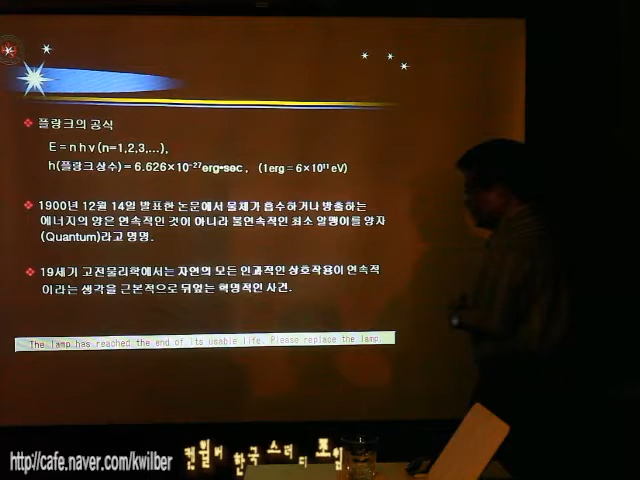 플랑크의 공식
E = n h ν (n=1,2,3,...),
h(플랑크 상수) = 6.626×10⁻²⁷erg•sec , (1erg = 6×10¹¹ eV)
1900년 12월 14일 발표한 논문에서 물체가 흡수하거나 방출하는
에너지의 양은 연속적인 것이 아니라 불연속적인 최소 알맹이를 양자
(Quantum)라고 명명.
19세기 고전물리학에서는 자연의 모든 인과적인 상호작용이 연속적
이라는 생각을 근본적으로 뒤엎는 혁명적인 사건.
The lamp has reached the end of its usable life. Please replace the lamp.
http://cafe.naver.com/kwilber 켄윌버 한국 스터디 조임